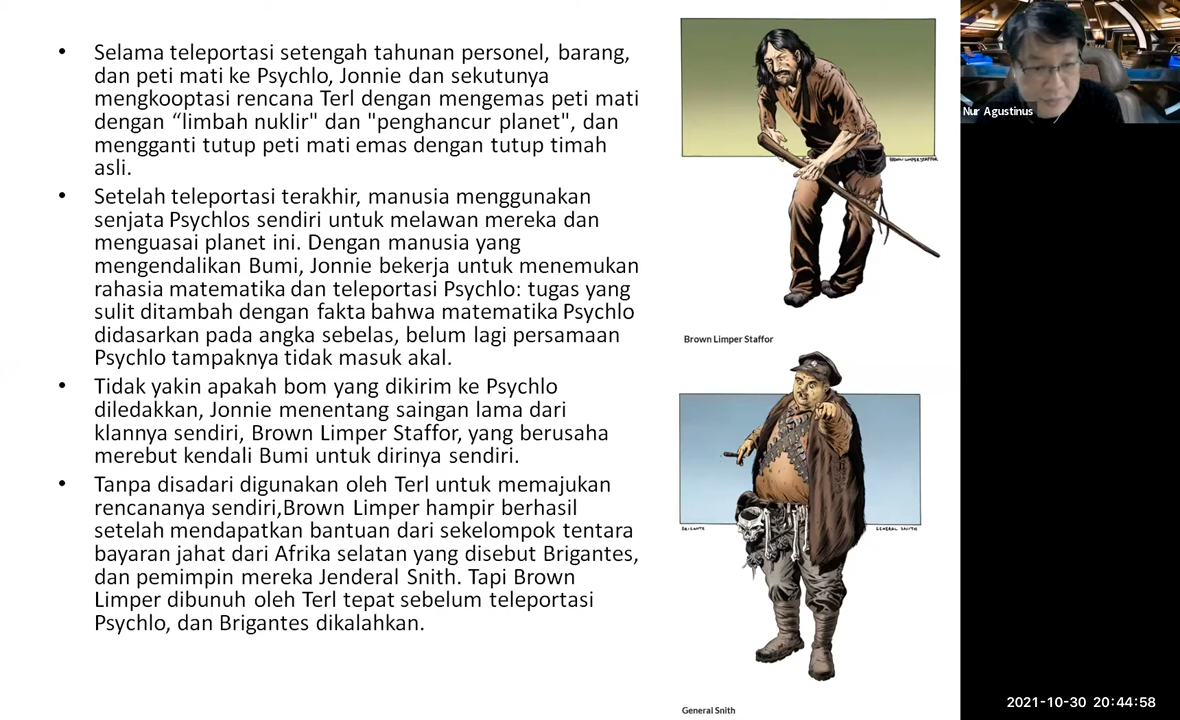 • Selama teleportasi setengah tahunan personel, barang,
dan peti mati ke Psychlo, Jonnie dan sekutunya
mengkooptasi rencana Terl dengan mengemas peti mati
dengan “limbah nuklir" dan "penghancur planet", dan
mengganti tutup peti mati emas dengan tutup timah
asli.
• Setelah teleportasi terakhir, manusia menggunakan
senjata Psychlos sendiri untuk melawan mereka dan
menguasai planet ini. Dengan manusia yang
mengendalikan Bumi, Jonnie bekerja untuk menemukan
rahasia matematika dan teleportasi Psychlo: tugas yang
sulit ditambah dengan fakta bahwa matematika Psychlo
didasarkan pada angka sebelas, belum lagi persamaan
Psychlo tampaknya tidak masuk akal.
• Tidak yakin apakah bom yang dikirim ke Psychlo
diledakkan, Jonnie menentang saingan lama dari
klannya sendiri, Brown Limper Staffor, yang berusaha
merebut kendali Bumi untuk dirinya sendiri.
• Tanpa disadari digunakan oleh Terl untuk memajukan
rencananya sendiri,Brown Limper hampir berhasil
setelah mendapatkan bantuan dari sekelompok tentara
bayaran jahat dari Afrika selatan yang disebut Brigantes,
dan pemimpin mereka Jenderal Snith. Tapi Brown
Limper dibunuh oleh Terl tepat sebelum teleportasi
Psychlo, dan Brigantes dikalahkan.
BROWN LIMPER STAFFOR
Brown Limper Staffor
BRIGANTE
GENERAL SNITH
General Snith
Nur Agustinus
2021-10-30 20:44:58